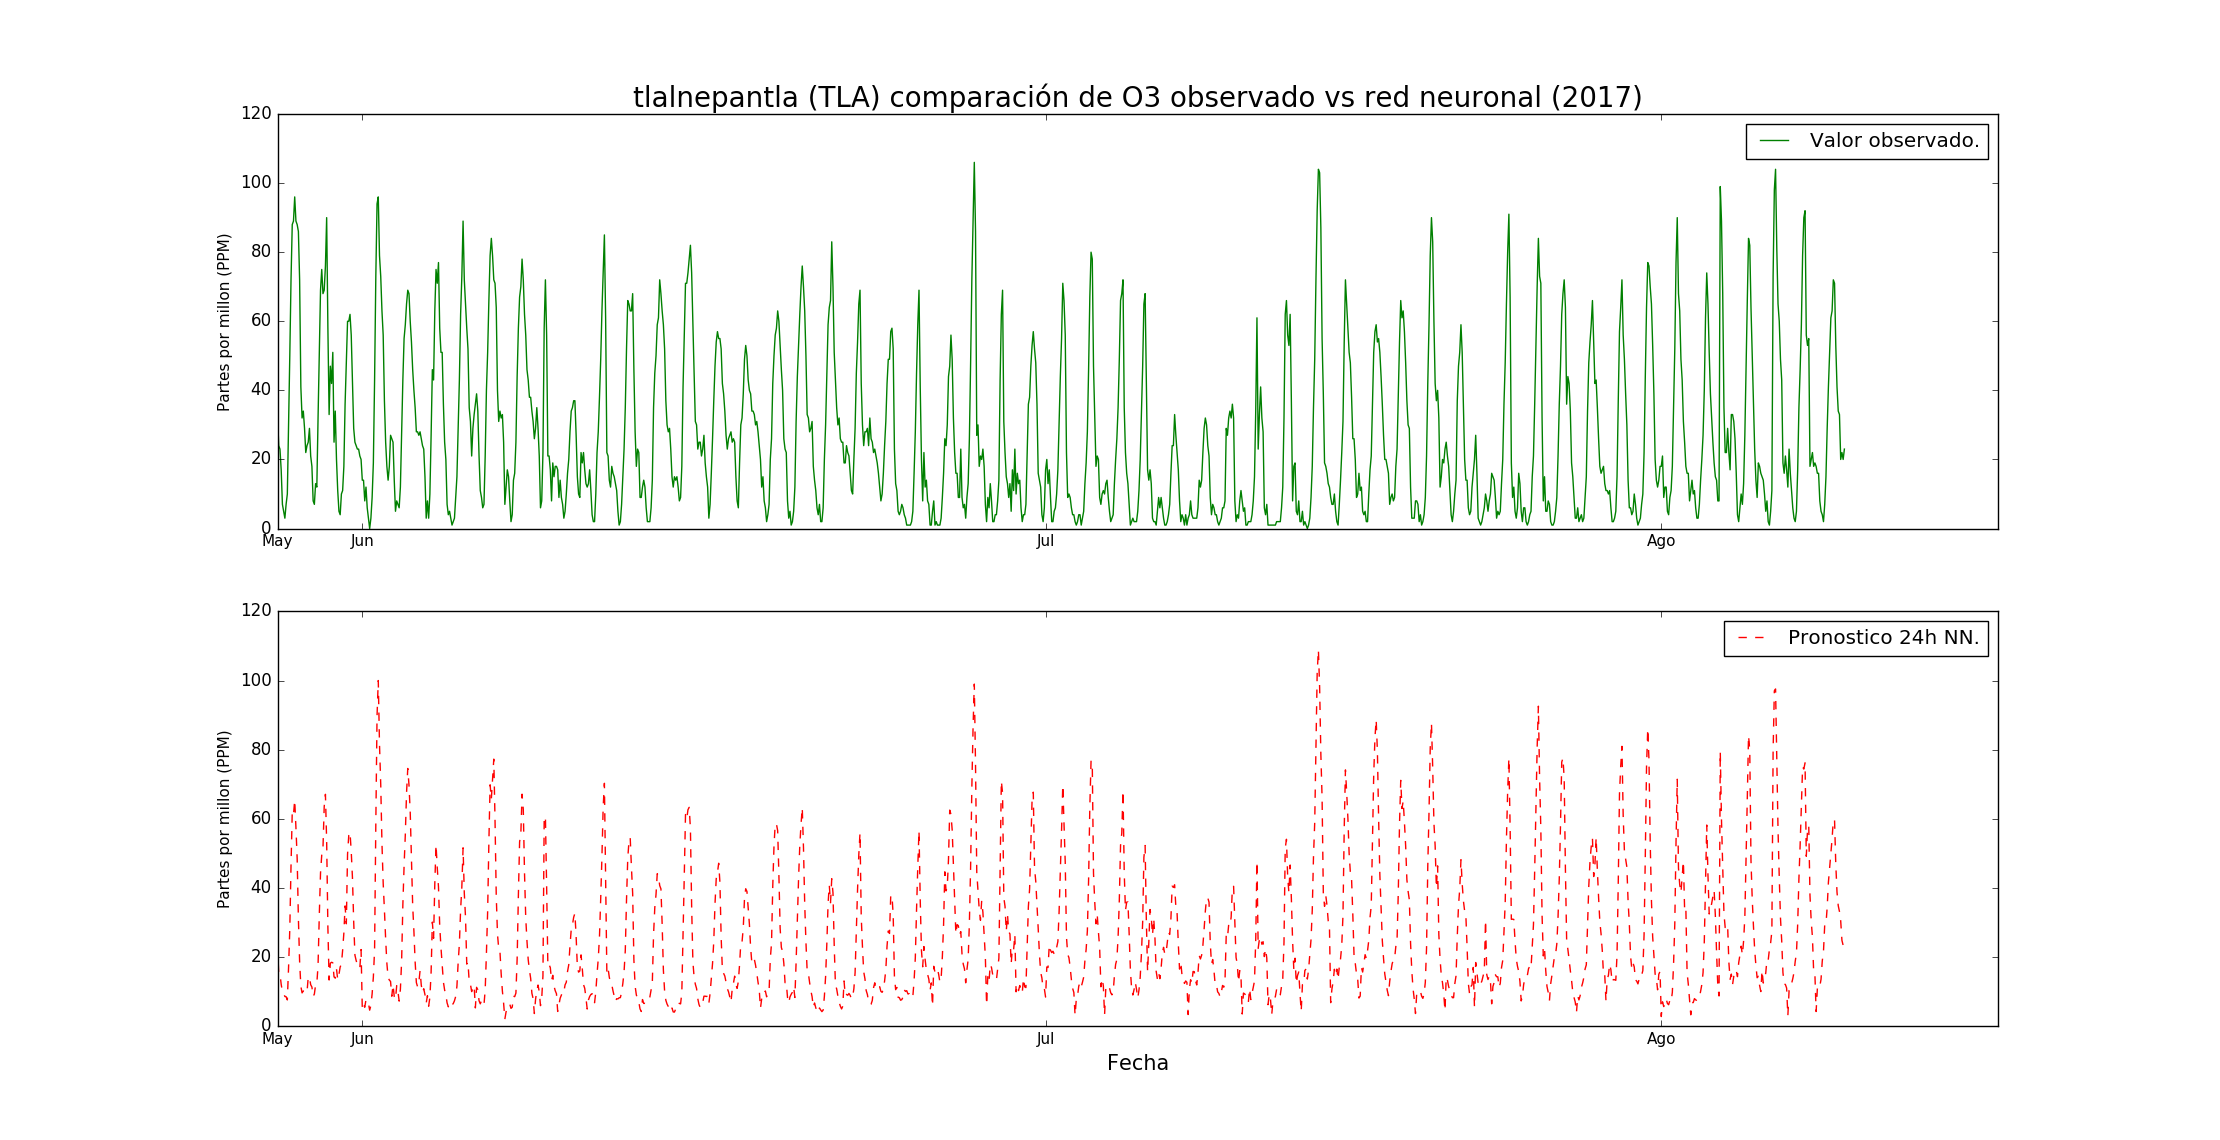 tlalnepantla (TLA) comparación de O3 observado vs red neuronal (2017)
120
100
80
60
40
20
0
Partes por millon (PPM)
Valor observado.
May Jun Jul Ago
120
100
80
60
40
20
0
Partes por millon (PPM)
Pronostico 24h NN.
May Jun Jul Ago
Fecha